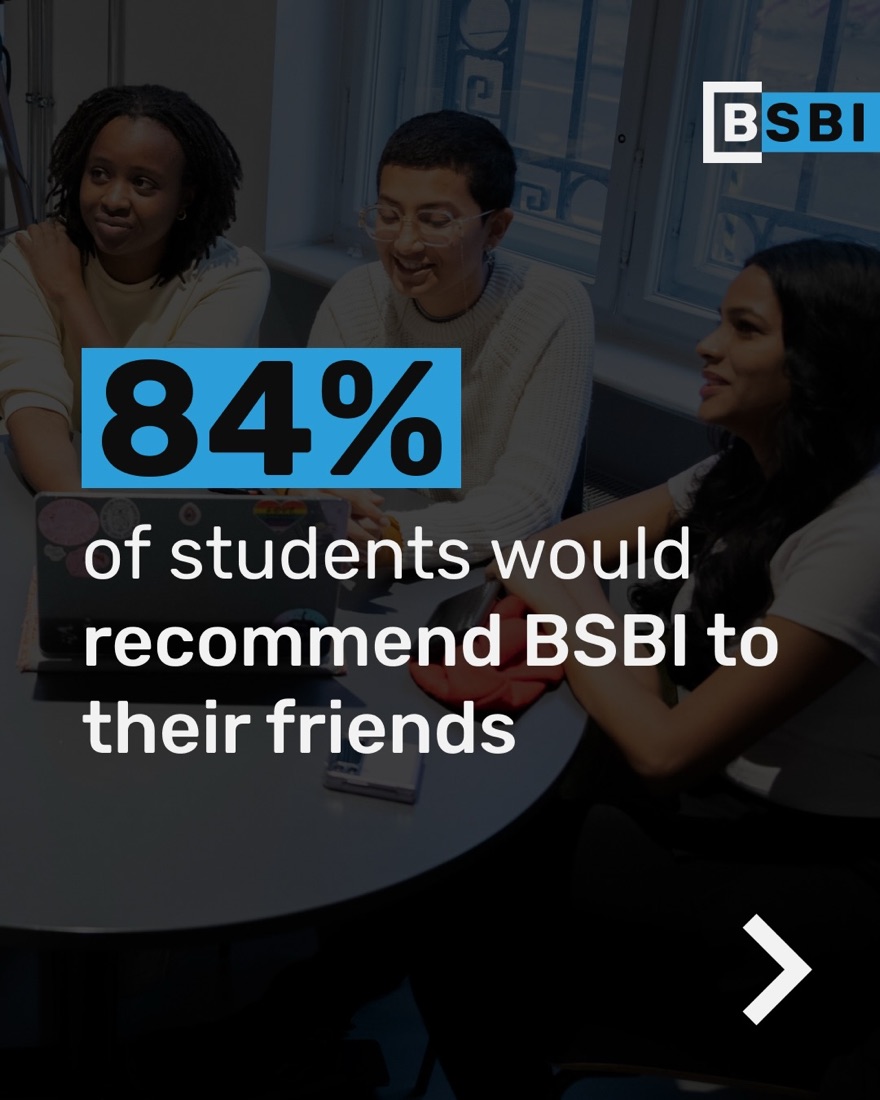 BSBI
84%
of students would
recommend BSBI to
their friends